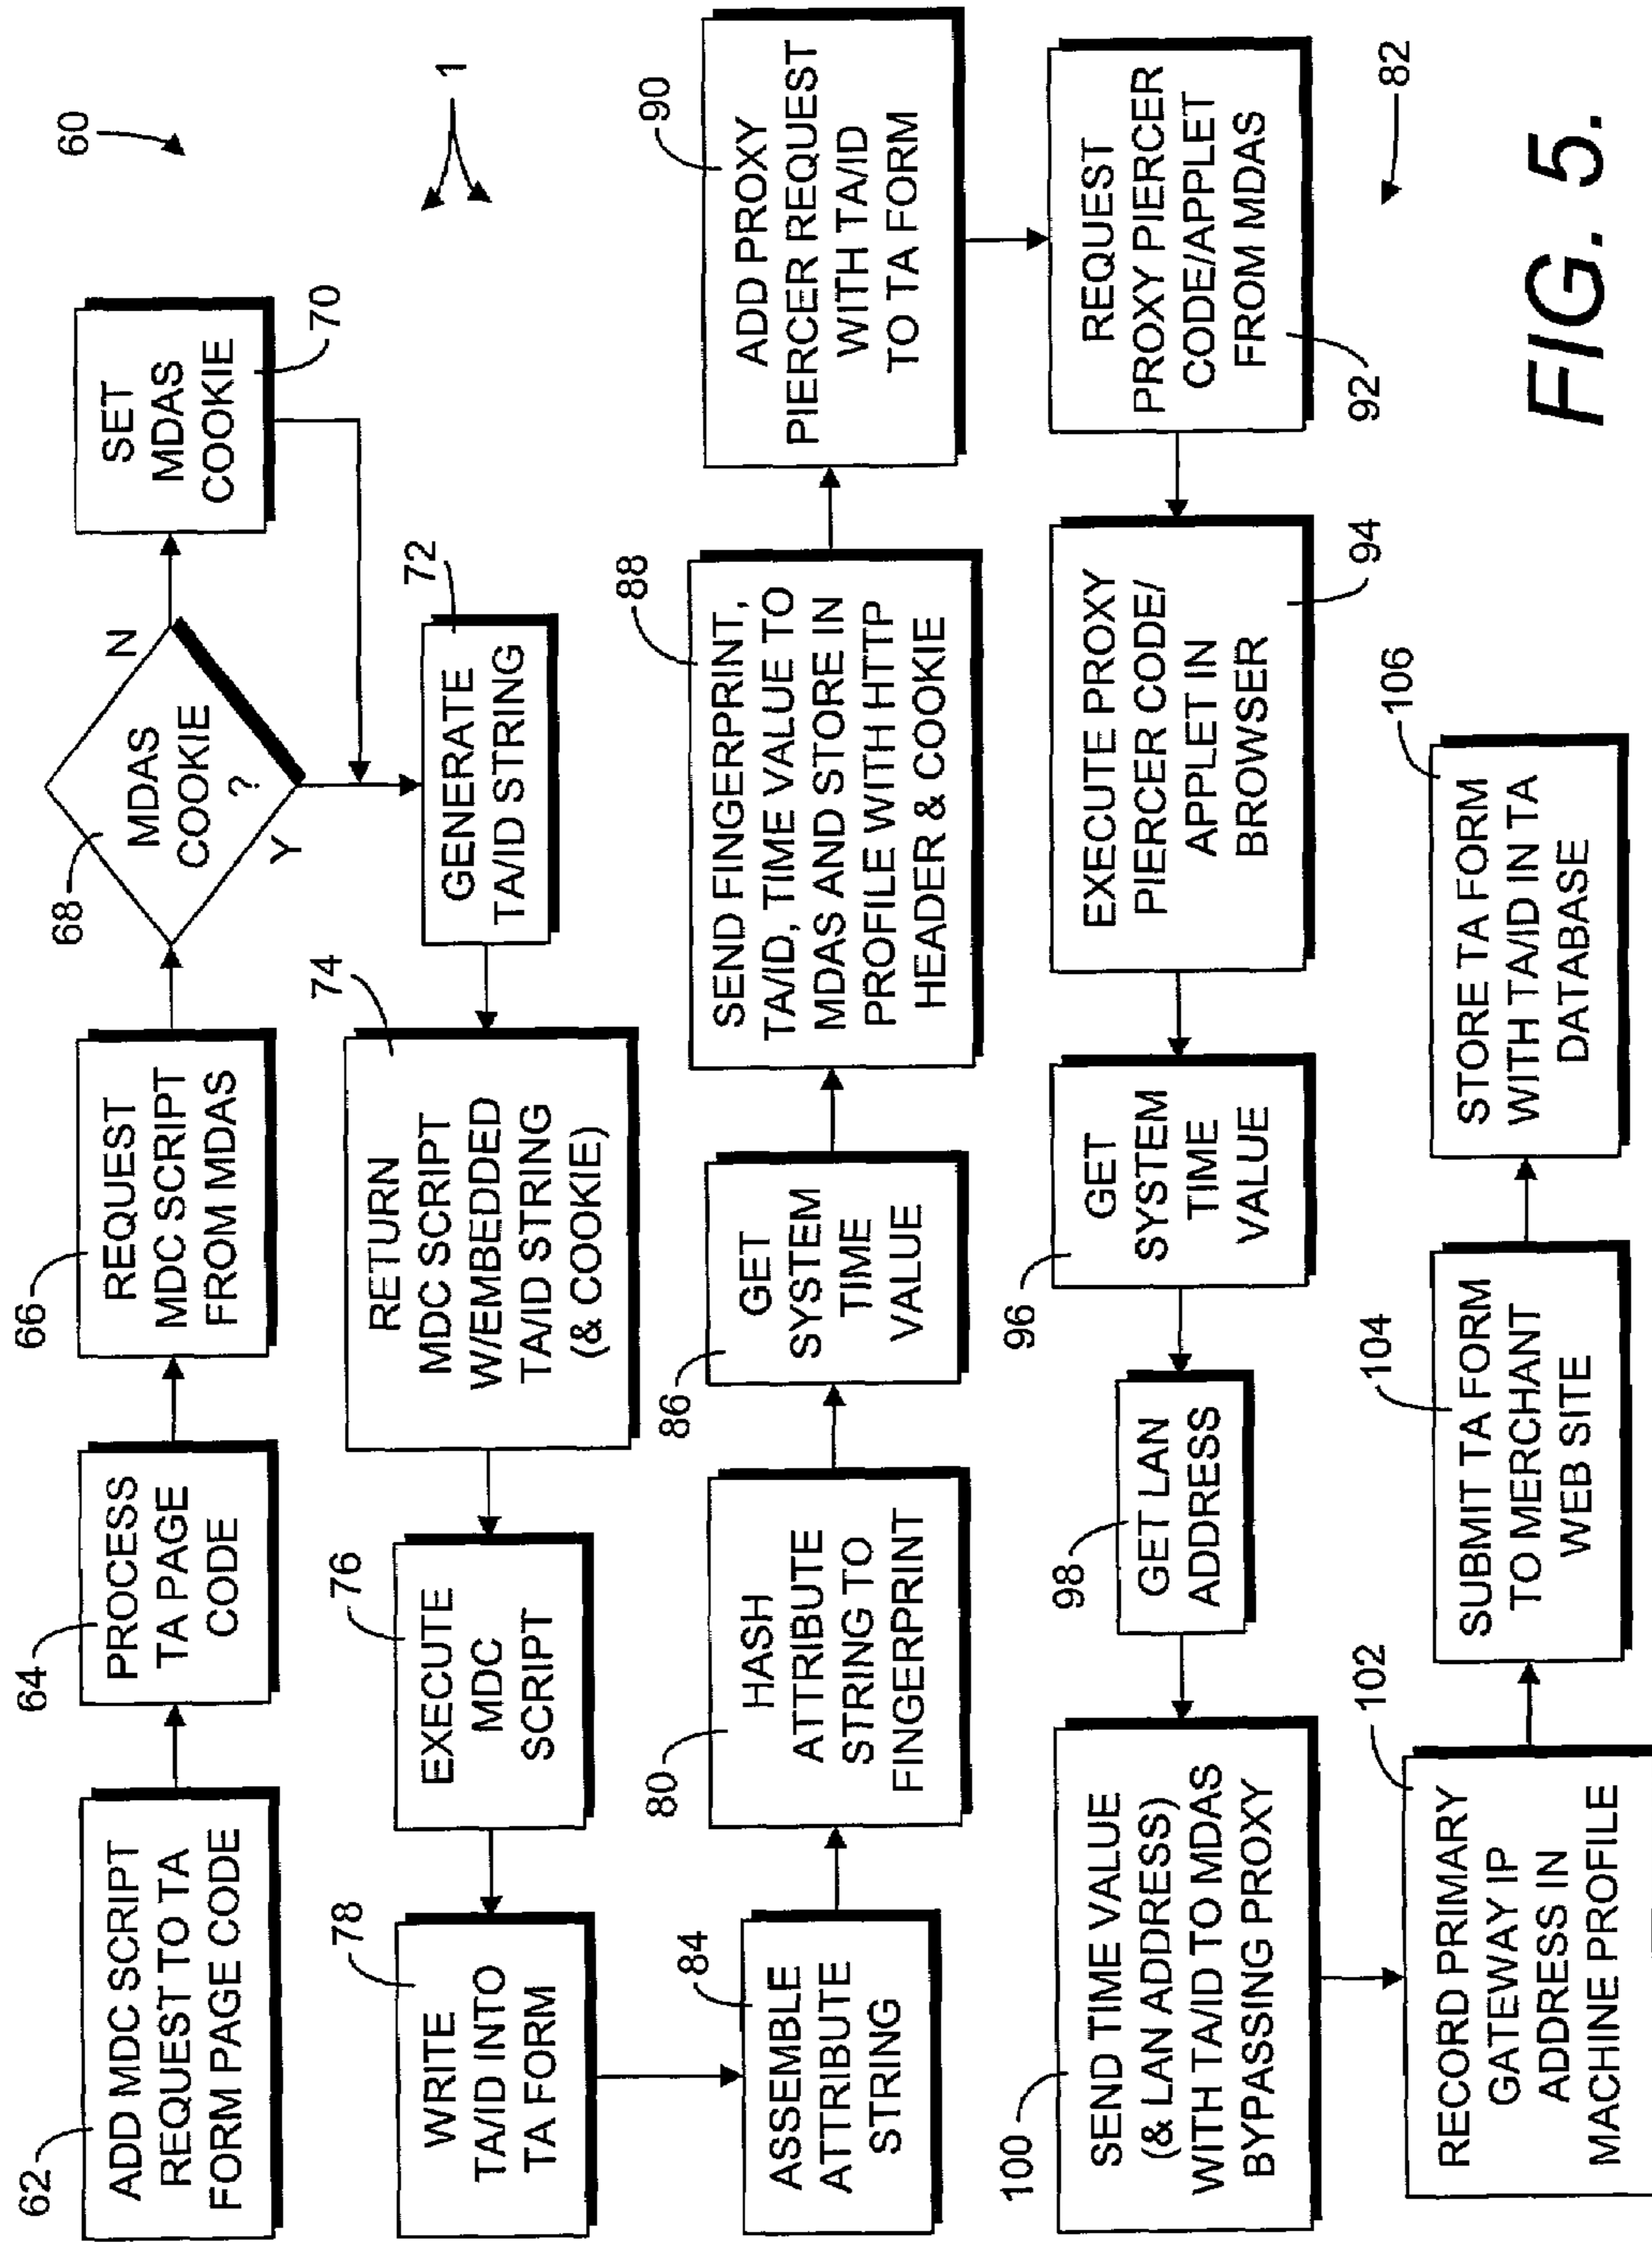 60
1
62
ADD MDC SCRIPT
REQUEST TO TA
FORM PAGE CODE
64
PROCESS
TA PAGE
CODE
66
REQUEST
MDC SCRIPT
FROM MDAS
68
MDAS
COOKIE
?
N
Y
SET
MDAS
COOKIE
70
72
GENERATE
TA/ID STRING
74
RETURN
MDC SCRIPT
W/EMBEDDED
TA/ID STRING
(& COOKIE)
76
EXECUTE
MDC
SCRIPT
78
WRITE
TA/ID INTO
TA FORM
84
ASSEMBLE
ATTRIBUTE
STRING
80
HASH
ATTRIBUTE
STRING TO
FINGERPRINT
86
GET
SYSTEM
TIME
VALUE
88
SEND FINGERPRINT,
TA/ID, TIME VALUE TO
MDAS AND STORE IN
PROFILE WITH HTTP
HEADER & COOKIE
90
ADD PROXY
PIERCER REQUEST
WITH TA/ID
TO TA FORM
REQUEST
PROXY PIERCER
CODE/APPLET
FROM MDAS
92
EXECUTE PROXY
PIERCER CODE/
APPLET IN
BROWSER
94
GET
SYSTEM
TIME
VALUE
96
98
GET LAN
ADDRESS
100
SEND TIME VALUE
(& LAN ADDRESS)
WITH TA/ID TO MDAS
BYPASSING PROXY
102
RECORD PRIMARY
GATEWAY IP
ADDRESS IN
MACHINE PROFILE
104
SUBMIT TA FORM
TO MERCHANT
WEB SITE
106
STORE TA FORM
WITH TA/ID IN TA
DATABASE
82
FIG. 5.